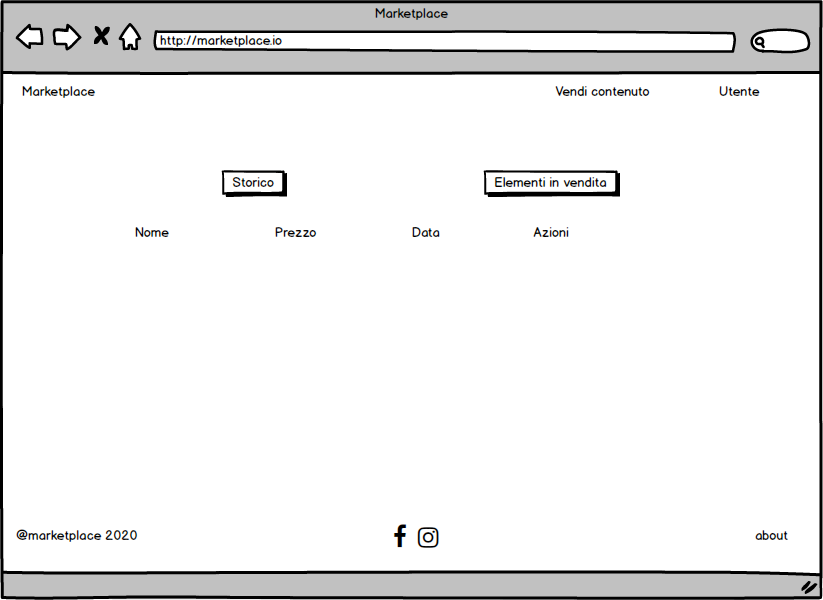 Marketplace
http://marketplace.io
Marketplace Vendi contenuto Utente
Storico Elementi in vendita
Nome Prezzo Data Azioni
@marketplace 2020 about